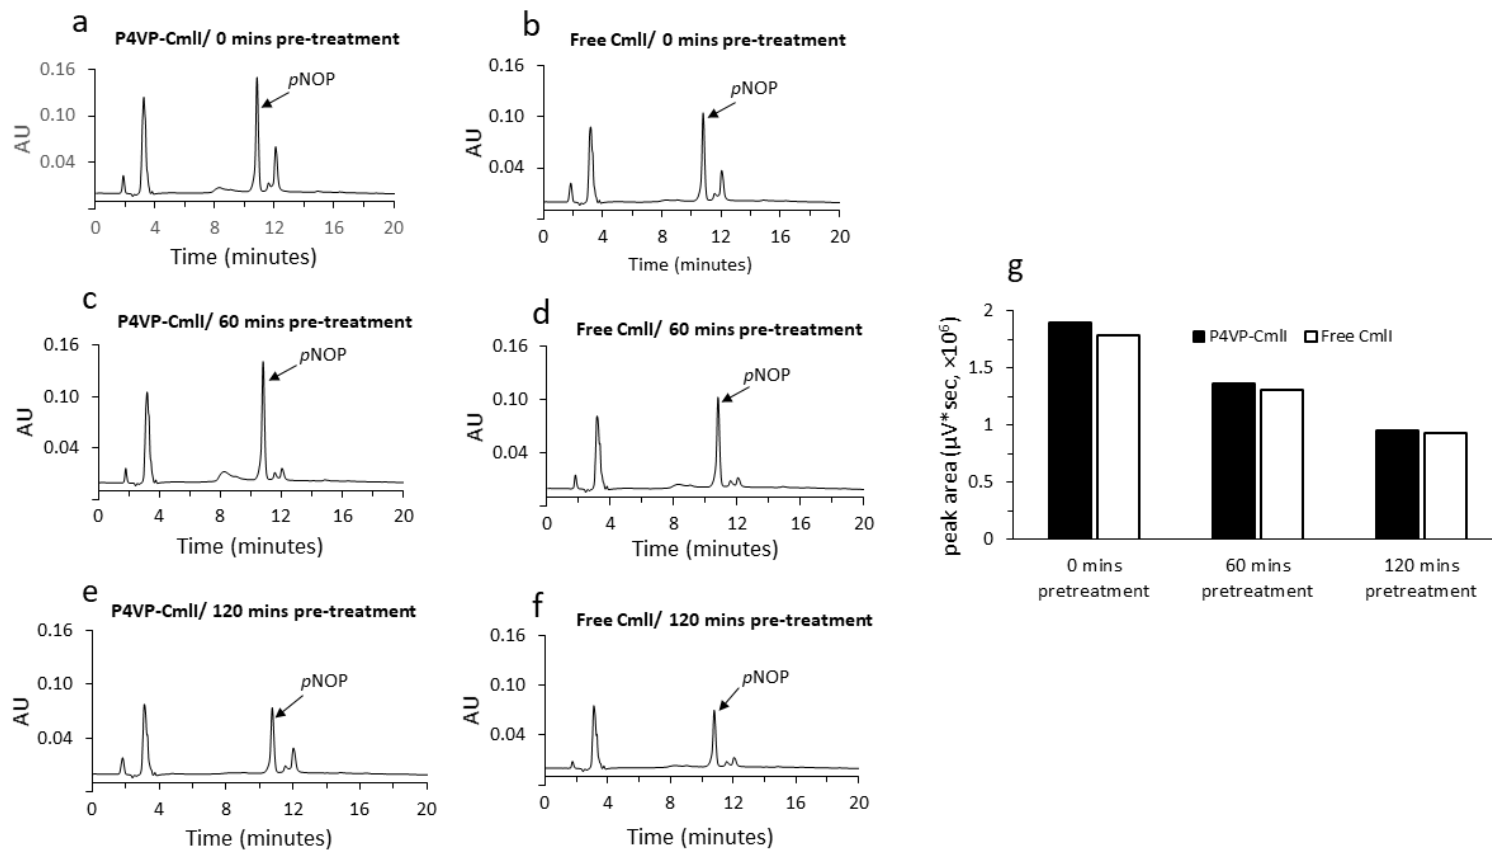 a
P4VP-CmlI/ 0 mins pre-treatment
0.16
0.10
0.04
AU
pNOP
0 4 8 12 16 20
Time (minutes)
b
Free CmlI/ 0 mins pre-treatment
0.16
0.10
0.04
AU
pNOP
0 4 8 12 16 20
Time (minutes)
c
P4VP-CmlI/ 60 mins pre-treatment
0.16
0.10
0.04
AU
pNOP
0 4 8 12 16 20
Time (minutes)
d
Free CmlI/ 60 mins pre-treatment
0.16
0.10
0.04
AU
pNOP
0 4 8 12 16 20
Time (minutes)
e
P4VP-CmlI/ 120 mins pre-treatment
0.16
0.10
0.04
AU
pNOP
0 4 8 12 16 20
Time (minutes)
f
Free CmlI/ 120 mins pre-treatment
0.16
0.10
0.04
AU
pNOP
0 4 8 12 16 20
Time (minutes)
g
peak area (µV*sec, ×10⁶)
2
1.5
1
0.5
0
P4VP-CmlI Free CmlI
0 mins 60 mins 120 mins
pretreatment pretreatment pretreatment